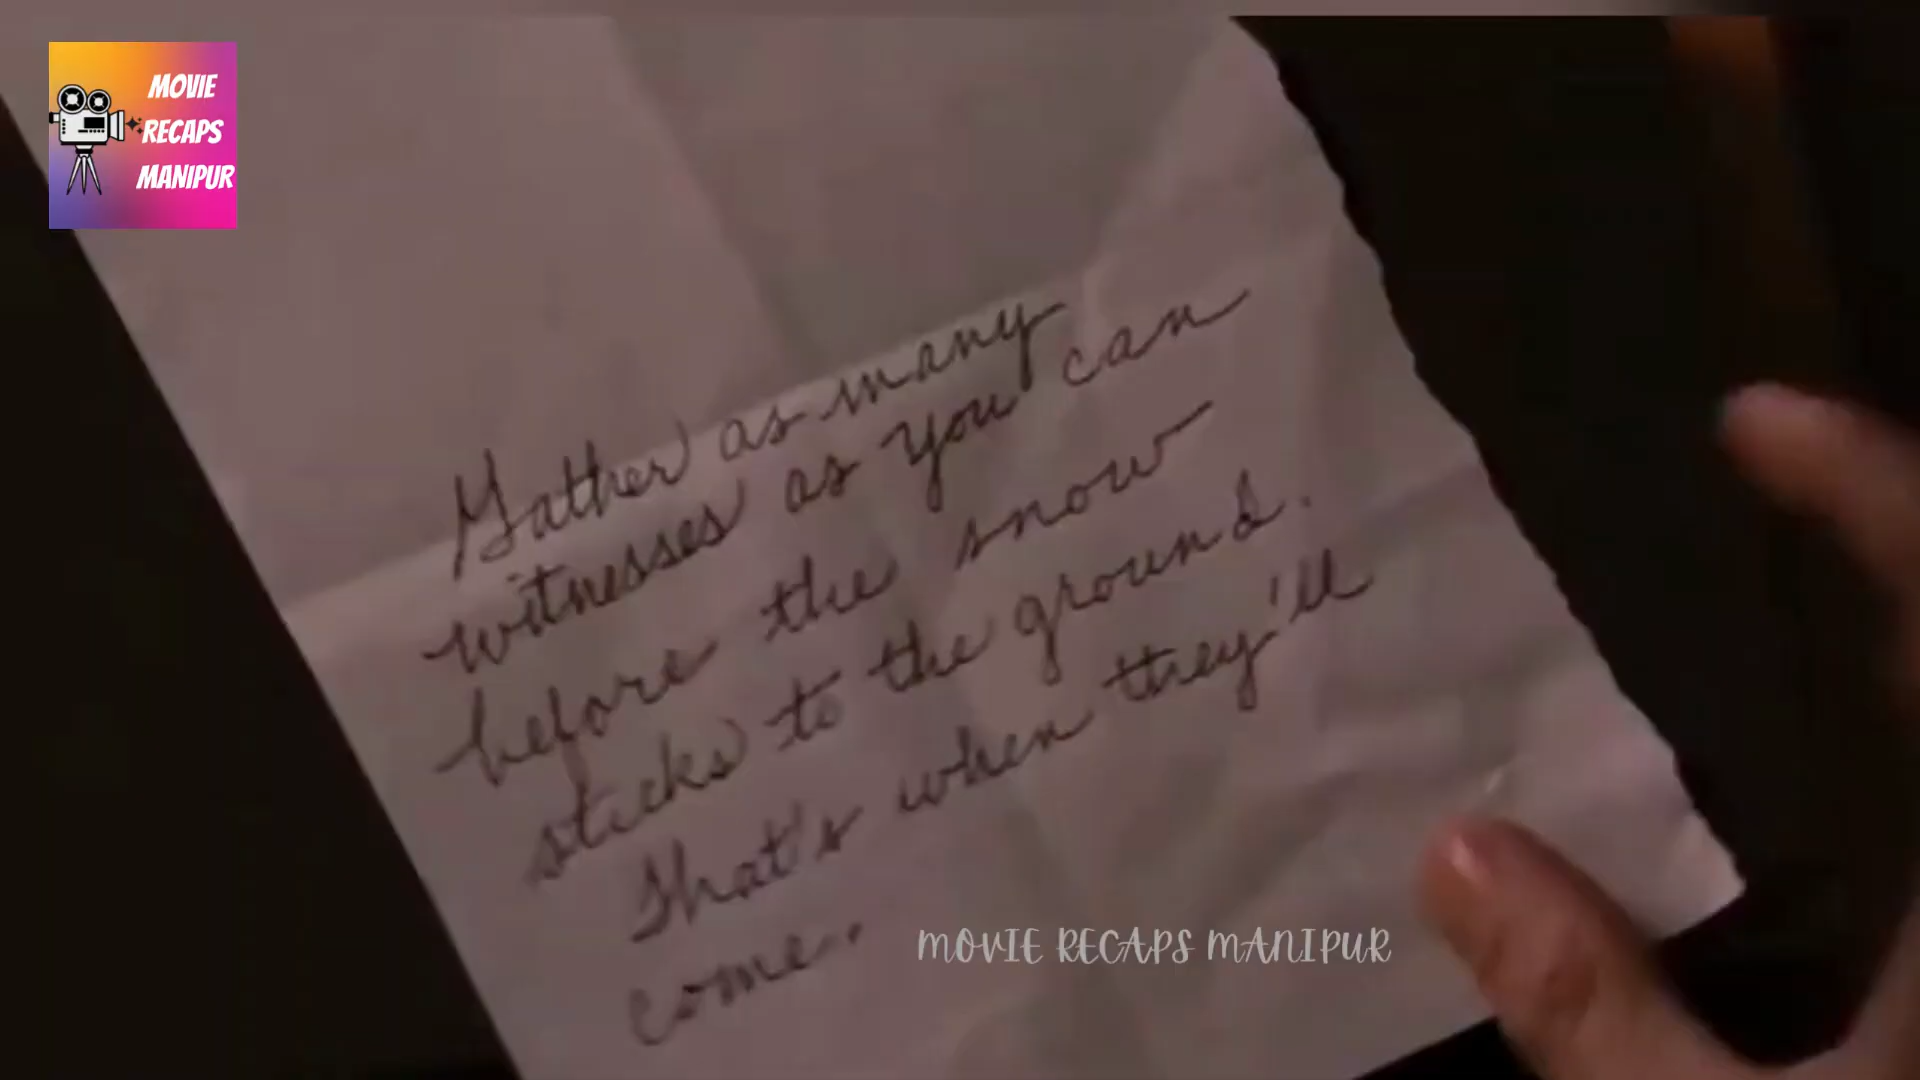 MOVIE
RECAPS
MANIPUR
Gather as many
witnesses as you can
before the snow
sticks to the ground.
That's when they'll
come.
MOVIE RECAPS MANIPUR